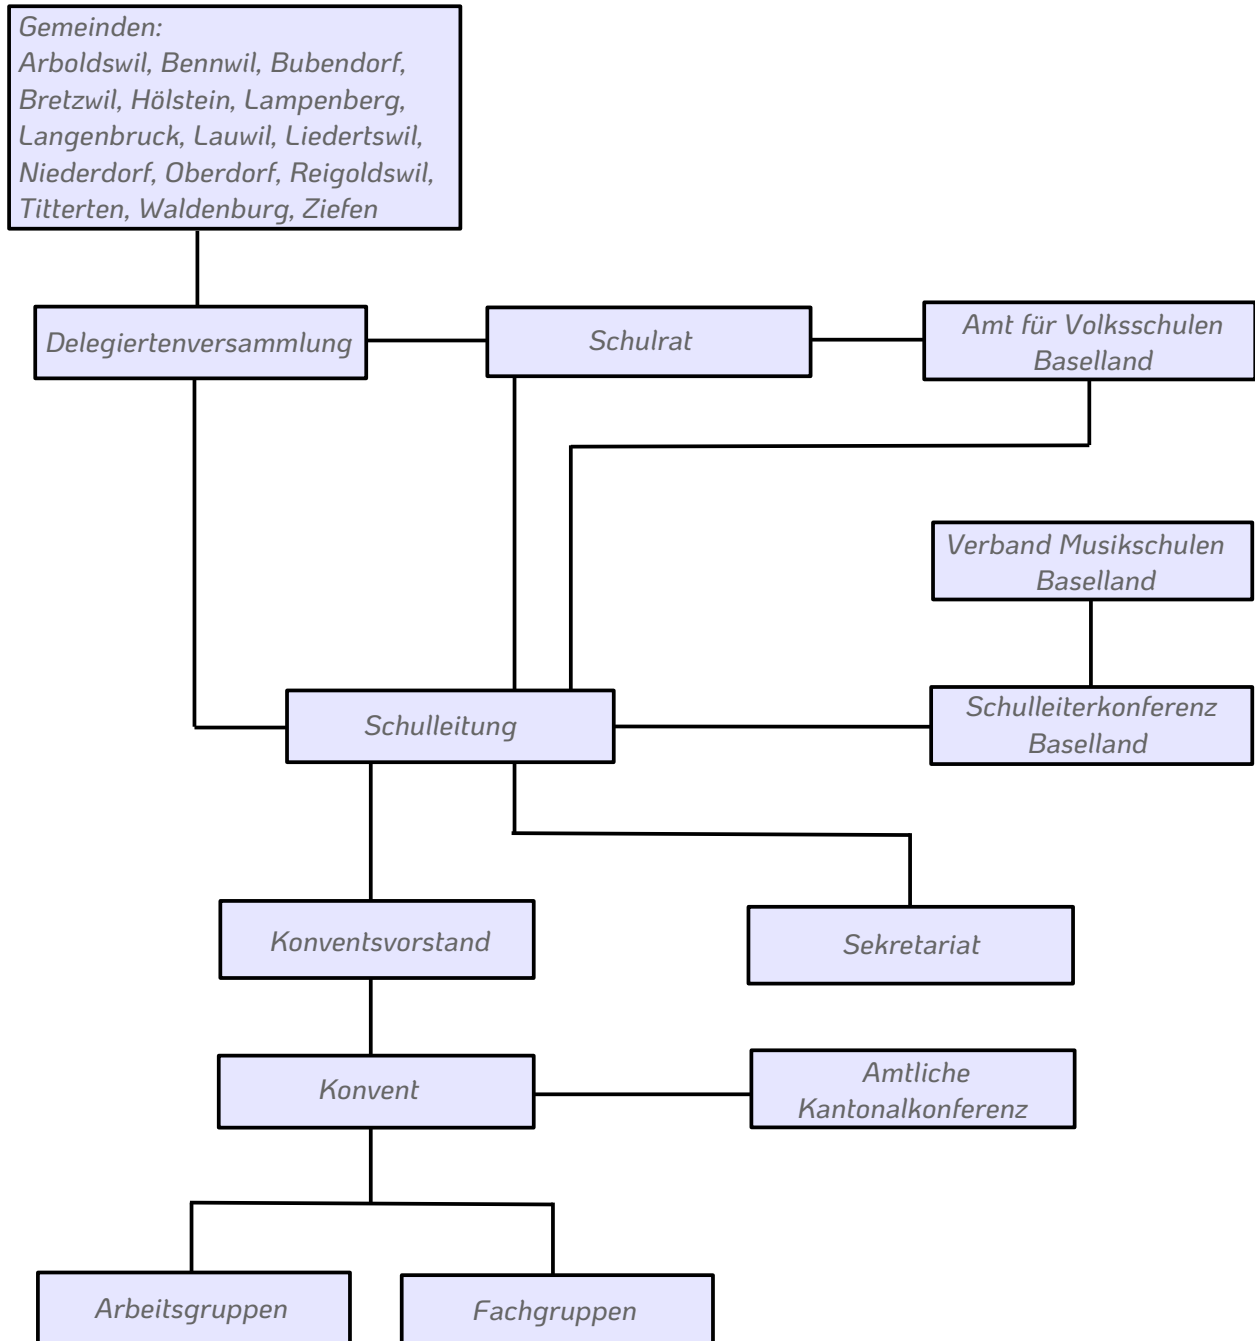 Gemeinden:
Arboldswil, Bennwil, Bubendorf,
Bretzwil, Hölstein, Lampenberg,
Langenbruck, Lauwil, Liedertswil,
Niederdorf, Oberdorf, Reigoldswil,
Titterten, Waldenburg, Ziefen
Delegiertenversammlung
Schulrat
Amt für Volksschulen
Baselland
Verband Musikschulen
Baselland
Schulleitung
Schulleiterkonferenz
Baselland
Konventsvorstand
Sekretariat
Konvent
Amtliche
Kantonalkonferenz
Arbeitsgruppen
Fachgruppen